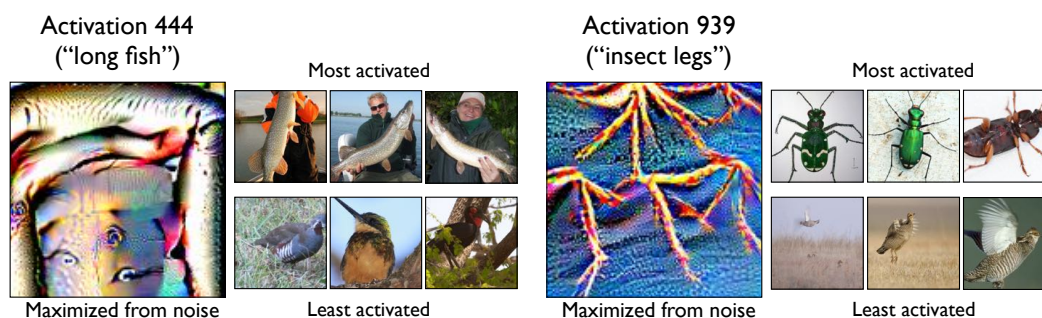 Activation 444
(“long fish”)
Most activated
Maximized from noise
Least activated
Activation 939
(“insect legs”)
Most activated
Maximized from noise
Least activated